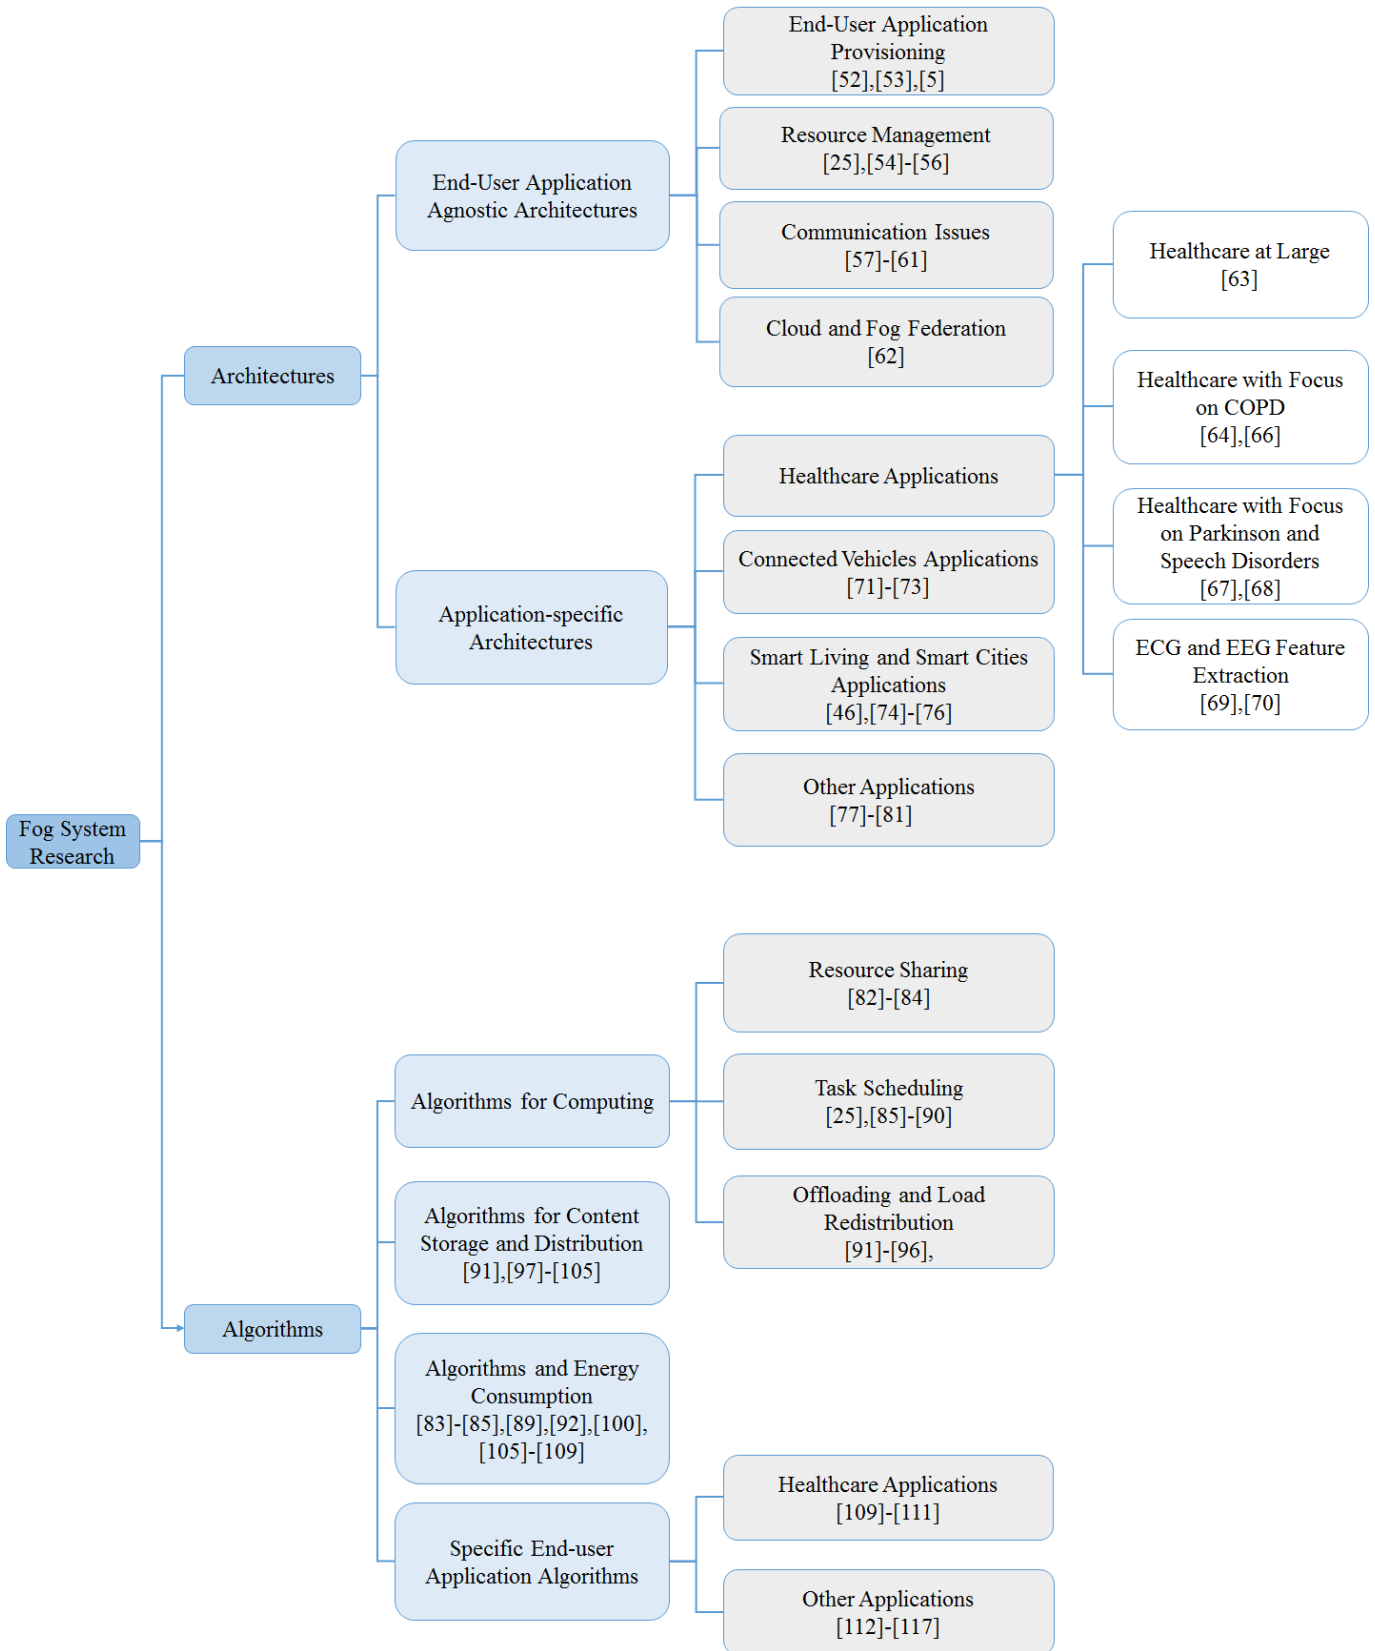 End-User Application
Provisioning
[52],[53],[5]
Resource Management
[25],[54]-[56]
End-User Application
Agnostic Architectures
Communication Issues
[57]-[61]
Cloud and Fog Federation
[62]
Healthcare at Large
[63]
Architectures
Healthcare with Focus
on COPD
[64],[66]
Healthcare Applications
Healthcare with Focus
on Parkinson and
Speech Disorders
[67],[68]
Connected Vehicles Applications
[71]-[73]
Application-specific
Architectures
Smart Living and Smart Cities
Applications
[46],[74]-[76]
ECG and EEG Feature
Extraction
[69],[70]
Other Applications
[77]-[81]
Fog System
Research
Resource Sharing
[82]-[84]
Algorithms for Computing
Task Scheduling
[25],[85]-[90]
Offloading and Load
Redistribution
[91]-[96],
Algorithms for Content
Storage and Distribution
[91],[97]-[105]
Algorithms
Algorithms and Energy
Consumption
[83]-[85],[89],[92],[100],
[105]-[109]
Healthcare Applications
[109]-[111]
Specific End-user
Application Algorithms
Other Applications
[112]-[117]